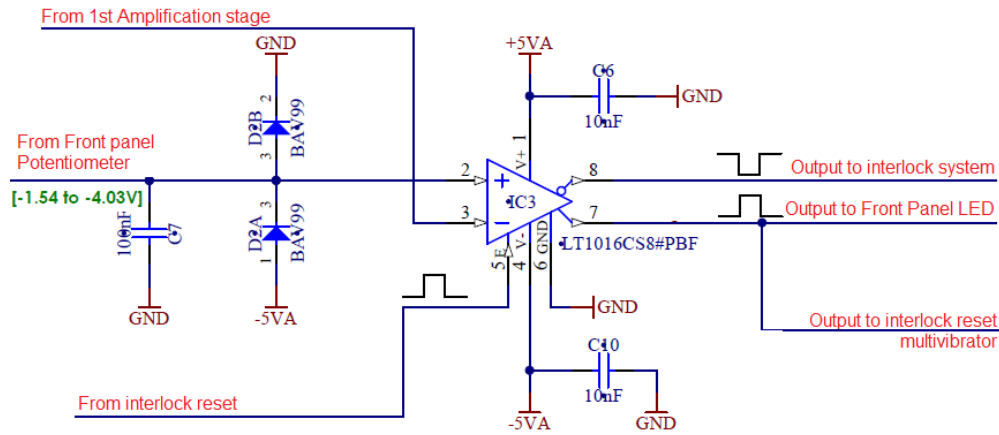 From 1st Amplification stage
GND
+5VA
C6
GND
10nF
2
D2B
BAV99
3
1
V+
From Front panel
Potentiometer
[-1.54 to -4.03V]
2
+
8
Output to interlock system
IC3
100nF
C7
3
D2A
BAV99
1
3
−
7
Output to Front Panel LED
LT1016CS8#PBF
E
V-
GND
5
4
6
GND
-5VA
GND
Output to interlock reset
multivibrator
C10
10nF
From interlock reset
-5VA
GND